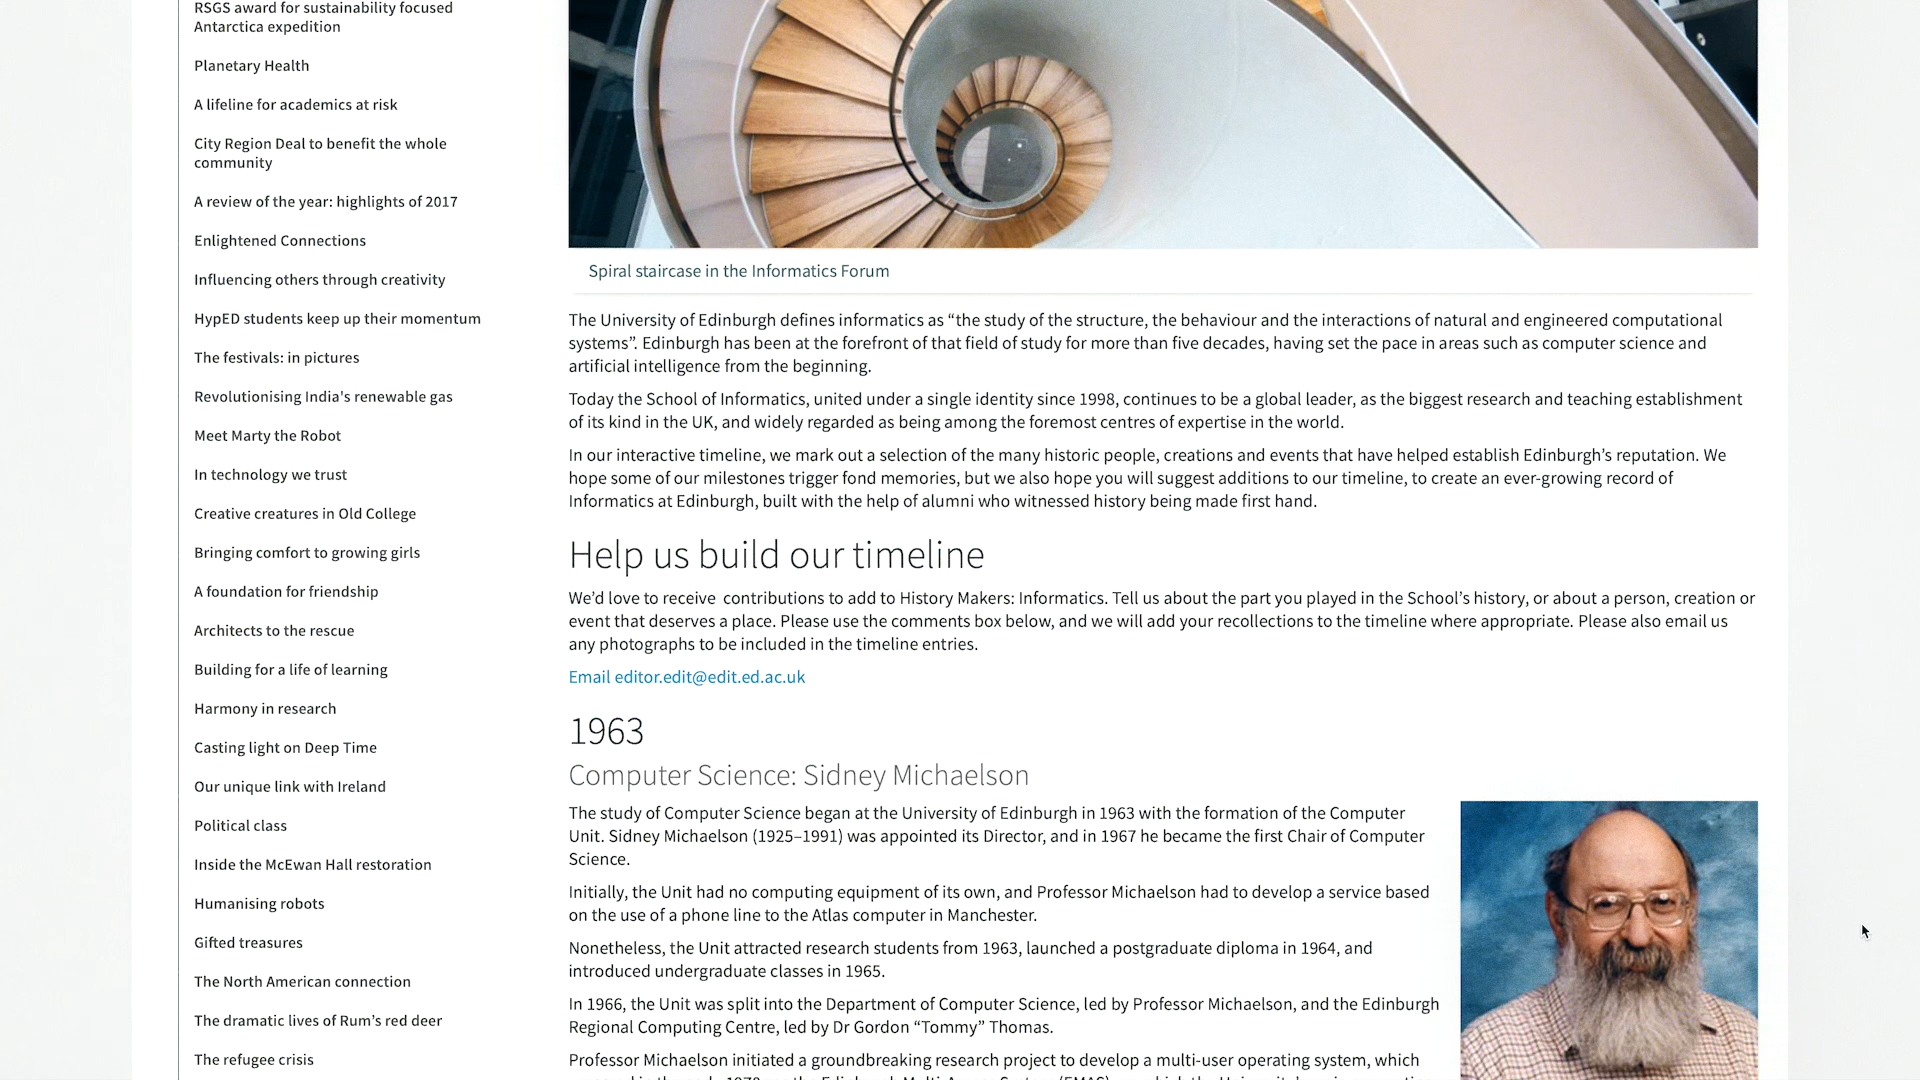 RSGS award for sustainability focused
Antarctica expedition
Planetary Health
A lifeline for academics at risk
City Region Deal to benefit the whole
community
A review of the year: highlights of 2017
Enlightened Connections
Influencing others through creativity
HypED students keep up their momentum
The festivals: in pictures
Revolutionising India's renewable gas
Meet Marty the Robot
In technology we trust
Creative creatures in Old College
Bringing comfort to growing girls
A foundation for friendship
Architects to the rescue
Building for a life of learning
Harmony in research
Casting light on Deep Time
Our unique link with Ireland
Political class
Inside the McEwan Hall restoration
Humanising robots
Gifted treasures
The North American connection
The dramatic lives of Rum’s red deer
The refugee crisis
Spiral staircase in the Informatics Forum
The University of Edinburgh defines informatics as “the study of the structure, the behaviour and the interactions of natural and engineered computational
systems”. Edinburgh has been at the forefront of that field of study for more than five decades, having set the pace in areas such as computer science and
artificial intelligence from the beginning.
Today the School of Informatics, united under a single identity since 1998, continues to be a global leader, as the biggest research and teaching establishment
of its kind in the UK, and widely regarded as being among the foremost centres of expertise in the world.
In our interactive timeline, we mark out a selection of the many historic people, creations and events that have helped establish Edinburgh’s reputation. We
hope some of our milestones trigger fond memories, but we also hope you will suggest additions to our timeline, to create an ever-growing record of
Informatics at Edinburgh, built with the help of alumni who witnessed history being made first hand.
Help us build our timeline
We’d love to receive contributions to add to History Makers: Informatics. Tell us about the part you played in the School’s history, or about a person, creation or
event that deserves a place. Please use the comments box below, and we will add your recollections to the timeline where appropriate. Please also email us
any photographs to be included in the timeline entries.
Email editor.edit@edit.ed.ac.uk
1963
Computer Science: Sidney Michaelson
The study of Computer Science began at the University of Edinburgh in 1963 with the formation of the Computer
Unit. Sidney Michaelson (1925–1991) was appointed its Director, and in 1967 he became the first Chair of Computer
Science.
Initially, the Unit had no computing equipment of its own, and Professor Michaelson had to develop a service based
on the use of a phone line to the Atlas computer in Manchester.
Nonetheless, the Unit attracted research students from 1963, launched a postgraduate diploma in 1964, and
introduced undergraduate classes in 1965.
In 1966, the Unit was split into the Department of Computer Science, led by Professor Michaelson, and the Edinburgh
Regional Computing Centre, led by Dr Gordon “Tommy” Thomas.
Professor Michaelson initiated a groundbreaking research project to develop a multi-user operating system, which